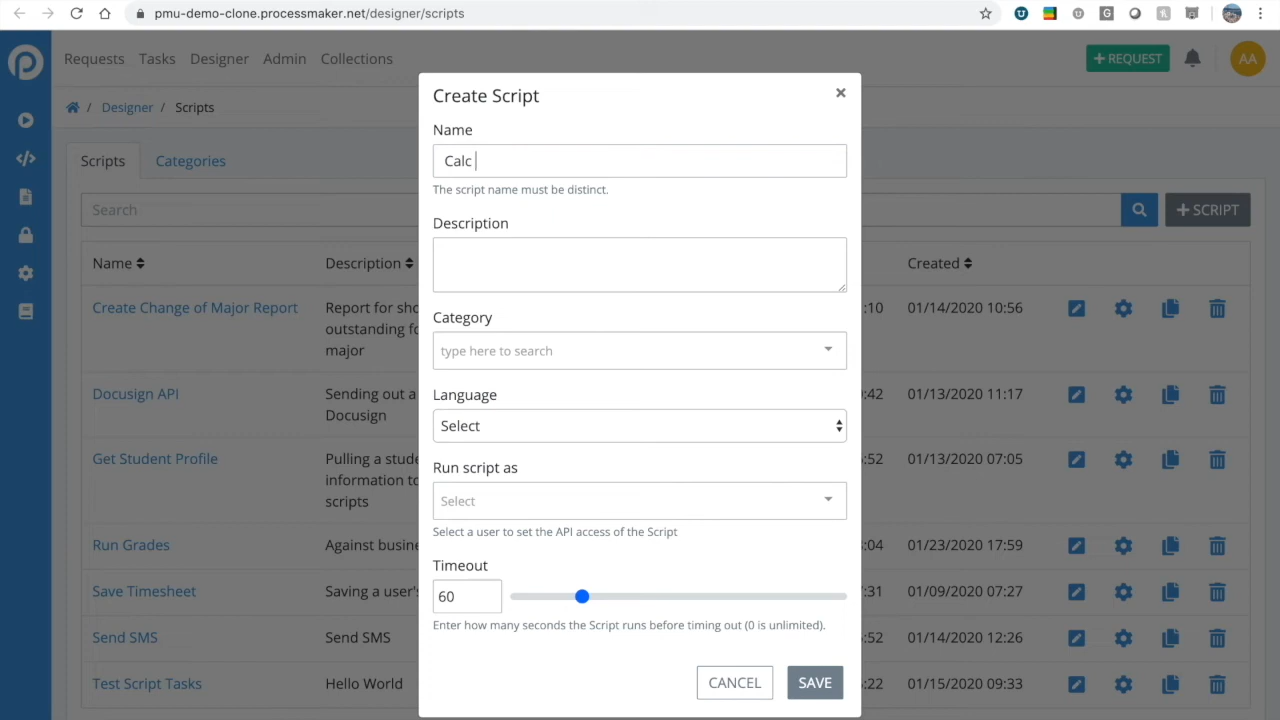 pmu-demo-clone.processmaker.net/designer/scripts
Requests Tasks Designer Admin Collections
+ REQUEST
AA
/ Designer / Scripts
Scripts Categories
Search
+ SCRIPT
Name Description Created
Create Change of Major Report Report for sho :10 01/14/2020 10:56
outstanding fo
major
Docusign API Sending out a :42 01/13/2020 11:17
Docusign
Get Student Profile Pulling a stude :52 01/13/2020 07:05
information to
scripts
Run Grades Against busine :04 01/23/2020 17:59
Save Timesheet Saving a user's :31 01/09/2020 07:27
Send SMS Send SMS :52 01/14/2020 12:26
Test Script Tasks Hello World :22 01/15/2020 09:33
Create Script ×
Name
Calc
The script name must be distinct.
Description
Category
type here to search
Language
Select
Run script as
Select
Select a user to set the API access of the Script
Timeout
60
Enter how many seconds the Script runs before timing out (0 is unlimited).
CANCEL SAVE